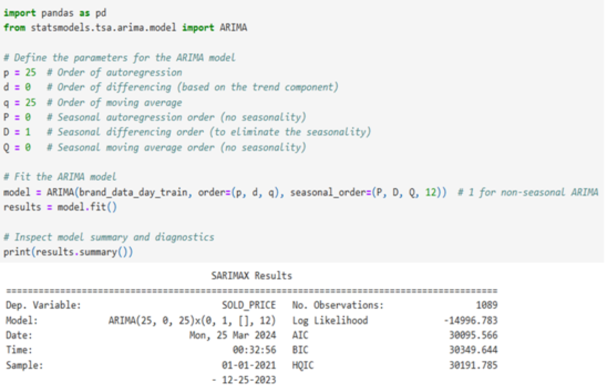 import pandas as pd
from statsmodels.tsa.arima.model import ARIMA
# Define the parameters for the ARIMA model
p = 25 # Order of autoregression
d = 0 # Order of differencing (based on the trend component)
q = 25 # Order of moving average
P = 0 # Seasonal autoregression order (no seasonality)
D = 1 # Seasonal differencing order (to eliminate the seasonality)
Q = 0 # Seasonal moving average order (no seasonality)
# Fit the ARIMA model
model = ARIMA(brand_data_day_train, order=(p, d, q), seasonal_order=(P, D, Q, 12)) # 1 for non-seasonal ARIMA
results = model.fit()
# Inspect model summary and diagnostics
print(results.summary())
SARIMAX Results
==============================================================================
Dep. Variable: SOLD_PRICE No. Observations: 1089
Model: ARIMA(25, 0, 25)x(0, 1, [], 12) Log Likelihood -14996.783
Date: Mon, 25 Mar 2024 AIC 30095.566
Time: 00:32:56 BIC 30349.644
Sample: 01-01-2021 HQIC 30191.785
- 12-25-2023